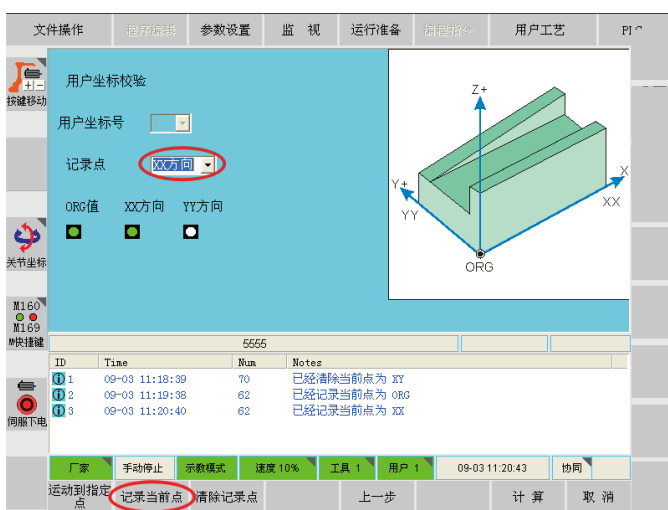 文件操作 程序编辑 参数设置 监 视 运行准备 编程指令 用户工艺
按键移动
用户坐标校验
用户坐标号
记录点 XX方向
ORG值 XX方向 YY方向
Z+
X
XX
Y+
YY
ORG
关节坐标
M160
M169
M快捷键
伺服下电
5555
ID Time Num Notes
1 09-03 11:18:39 70 已经清除当前点为 XY
2 09-03 11:19:38 62 已经记录当前点为 ORG
3 09-03 11:20:40 62 已经记录当前点为 XX
厂家 手动停止 示教模式 速度 10% 工具 1 用户 1 09-03 11:20:43 协同
运动到指定点 记录当前点 清除记录点 上一步 计 算 取 消